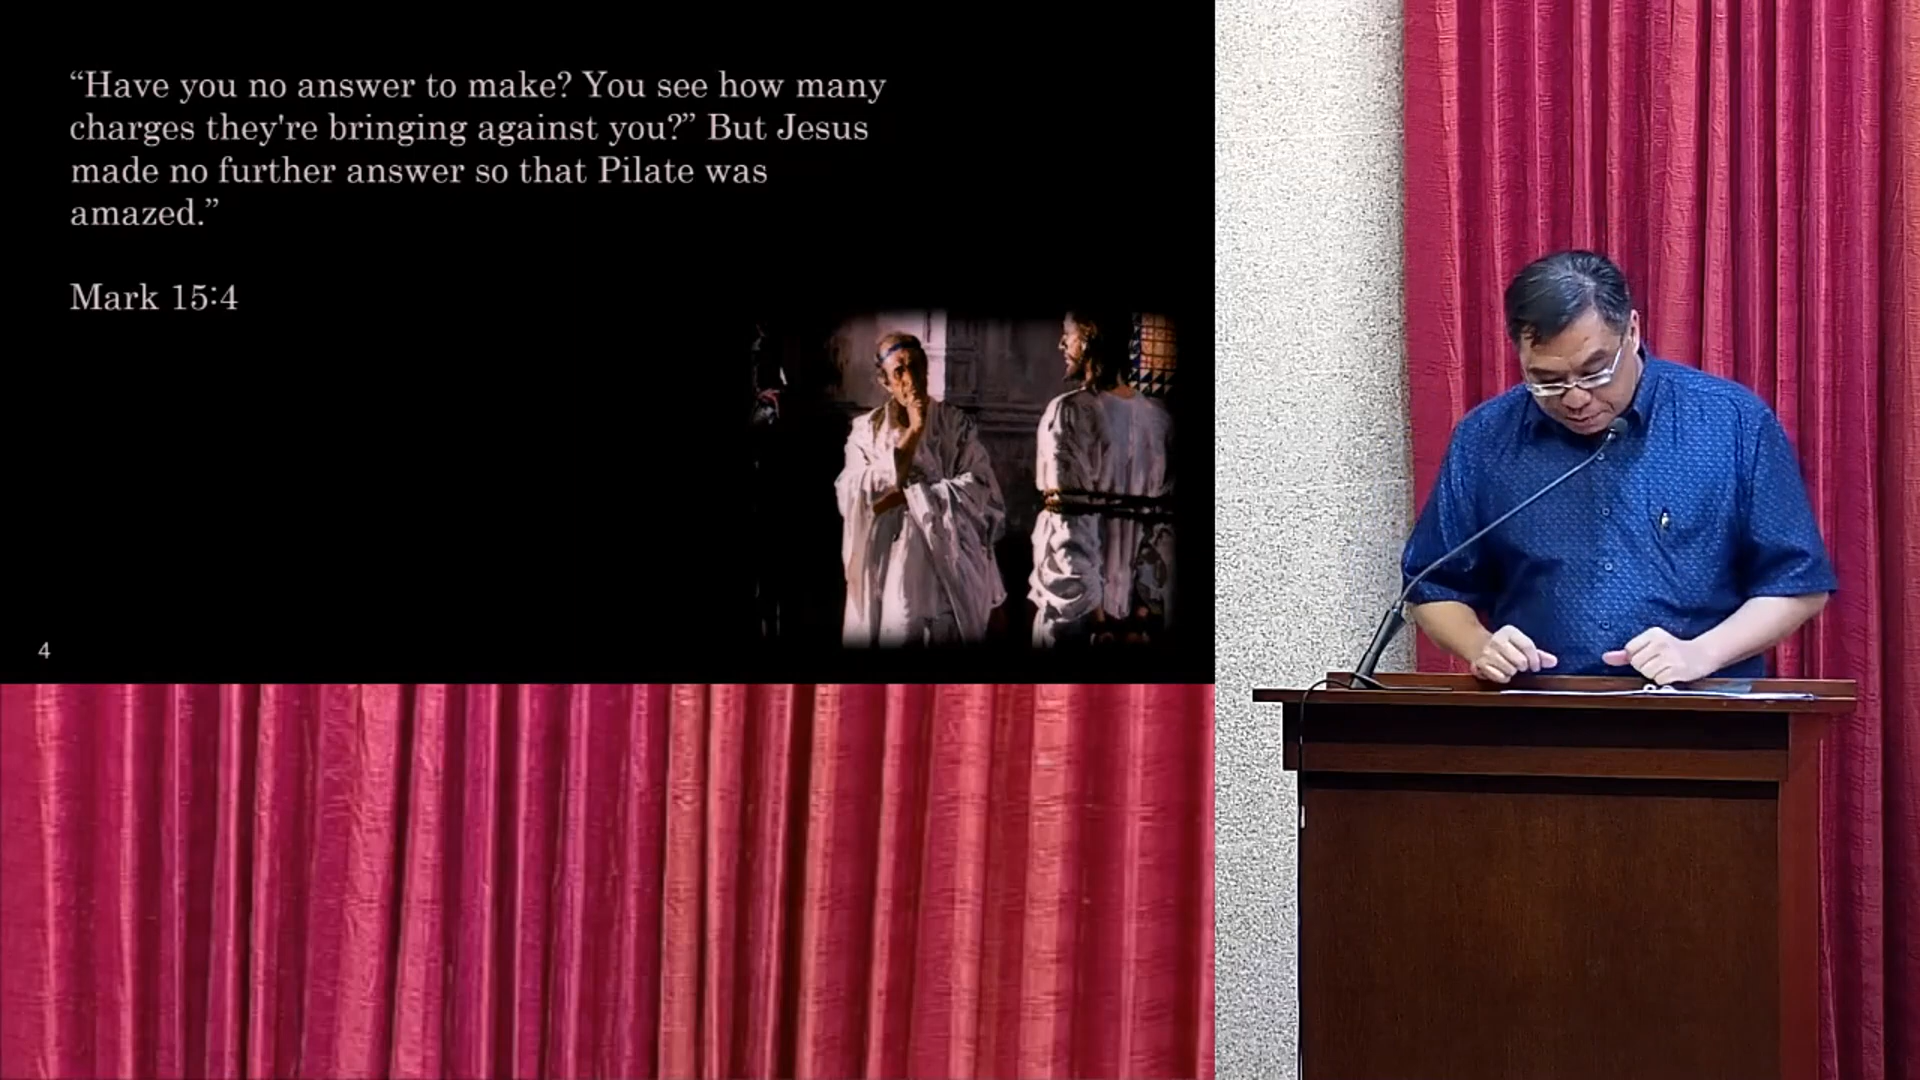 “Have you no answer to make? You see how many
charges they're bringing against you?” But Jesus
made no further answer so that Pilate was
amazed.”
Mark 15:4
4